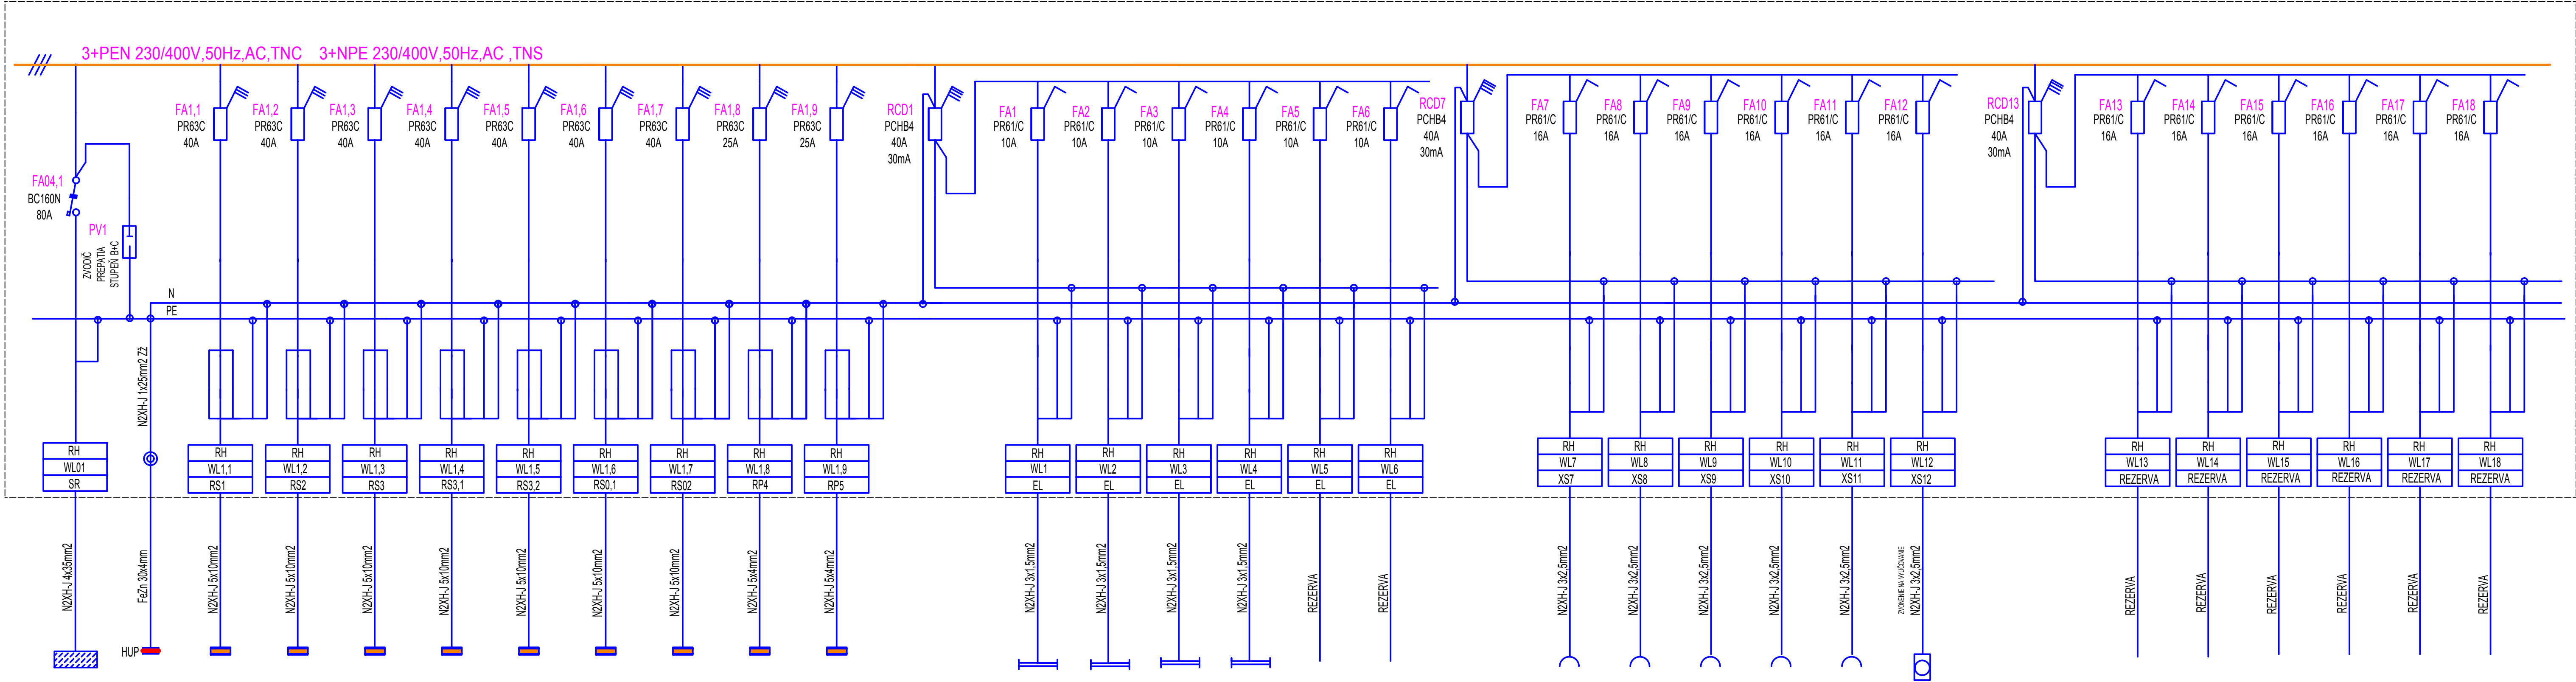 3+PEN 230/400V,50Hz,AC,TNC    3+NPE 230/400V,50Hz,AC ,TNS
FA04,1
BC160N
80A
PV1
ZVODIČ
PREPATIA
STUPEŇ B+C
FA1,1
PR63C
40A
FA1,2
PR63C
40A
FA1,3
PR63C
40A
FA1,4
PR63C
40A
FA1,5
PR63C
40A
FA1,6
PR63C
40A
FA1,7
PR63C
40A
FA1,8
PR63C
25A
FA1,9
PR63C
25A
RCD1
PCHB4
40A
30mA
FA1
PR61/C
10A
FA2
PR61/C
10A
FA3
PR61/C
10A
FA4
PR61/C
10A
FA5
PR61/C
10A
FA6
PR61/C
10A
RCD7
PCHB4
40A
30mA
FA7
PR61/C
16A
FA8
PR61/C
16A
FA9
PR61/C
16A
FA10
PR61/C
16A
FA11
PR61/C
16A
FA12
PR61/C
16A
RCD13
PCHB4
40A
30mA
FA13
PR61/C
16A
FA14
PR61/C
16A
FA15
PR61/C
16A
FA16
PR61/C
16A
FA17
PR61/C
16A
FA18
PR61/C
16A
N
PE
N2XH-J 1x25mm2 Zž
RH
WL01
SR
RH
WL1,1
RS1
RH
WL1,2
RS2
RH
WL1,3
RS3
RH
WL1,4
RS3,1
RH
WL1,5
RS3,2
RH
WL1,6
RS0,1
RH
WL1,7
RS02
RH
WL1,8
RP4
RH
WL1,9
RP5
RH
WL1
EL
RH
WL2
EL
RH
WL3
EL
RH
WL4
EL
RH
WL5
EL
RH
WL6
EL
RH
WL7
XS7
RH
WL8
XS8
RH
WL9
XS9
RH
WL10
XS10
RH
WL11
XS11
RH
WL12
XS12
RH
WL13
REZERVA
RH
WL14
REZERVA
RH
WL15
REZERVA
RH
WL16
REZERVA
RH
WL17
REZERVA
RH
WL18
REZERVA
N2XH-J 4x35mm2
FeZn 30x4mm
N2XH-J 5x10mm2
N2XH-J 5x10mm2
N2XH-J 5x10mm2
N2XH-J 5x10mm2
N2XH-J 5x10mm2
N2XH-J 5x10mm2
N2XH-J 5x10mm2
N2XH-J 5x4mm2
N2XH-J 5x4mm2
N2XH-J 3x1,5mm2
N2XH-J 3x1,5mm2
N2XH-J 3x1,5mm2
N2XH-J 3x1,5mm2
REZERVA
REZERVA
N2XH-J 3x2,5mm2
N2XH-J 3x2,5mm2
N2XH-J 3x2,5mm2
N2XH-J 3x2,5mm2
N2XH-J 3x2,5mm2
ZVONENIE NA VYUČOVANIE
N2XH-J 3x2,5mm2
REZERVA
REZERVA
REZERVA
REZERVA
REZERVA
REZERVA
HUP